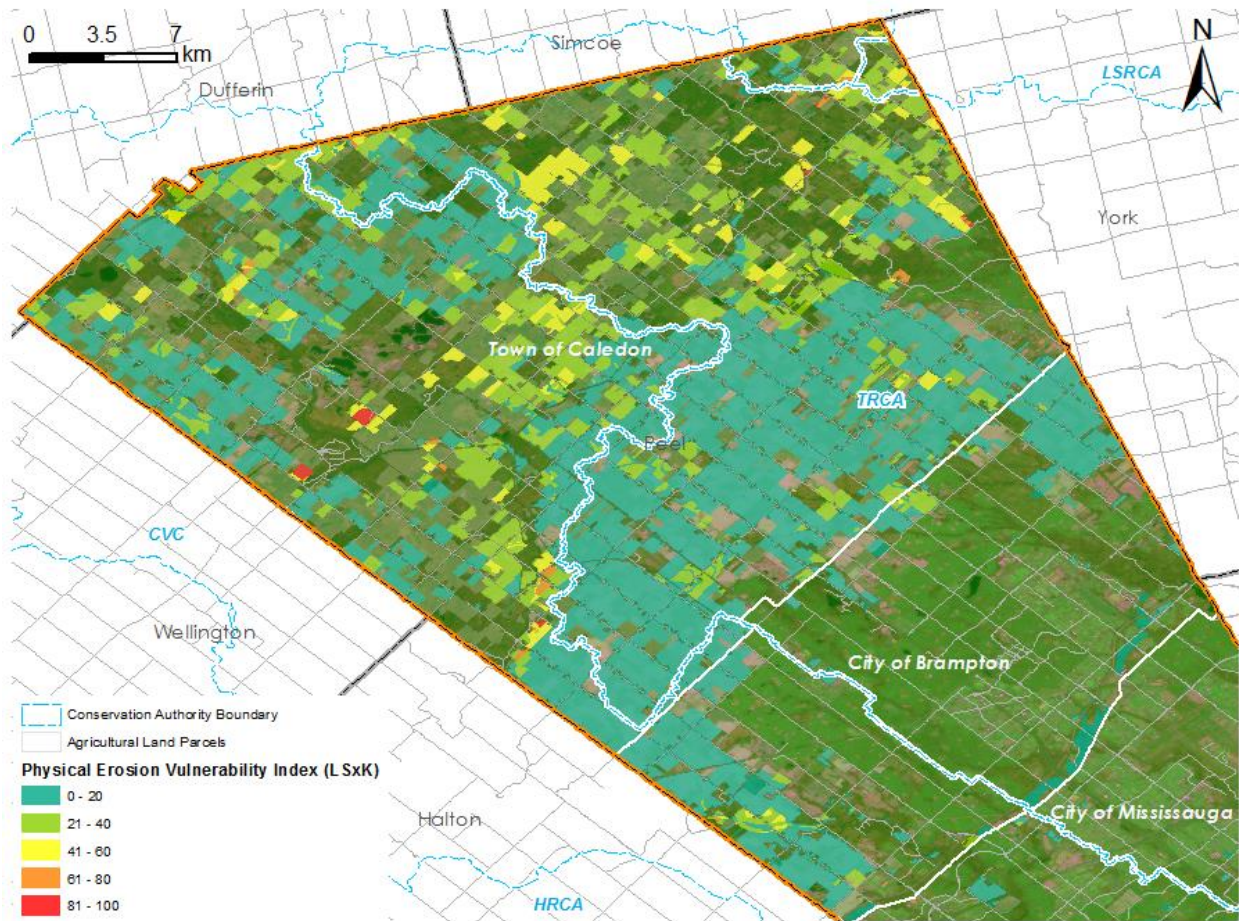 0 3.5 7
km
Simcoe
N
Dufferin
LSRCA
York
Town of Caledon
TRCA
Peel
CVC
Wellington
City of Brampton
City of Mississauga
Halton
HRCA
Conservation Authority Boundary
Agricultural Land Parcels
Physical Erosion Vulnerability Index (LSxK)
0 - 20
21 - 40
41 - 60
61 - 80
81 - 100